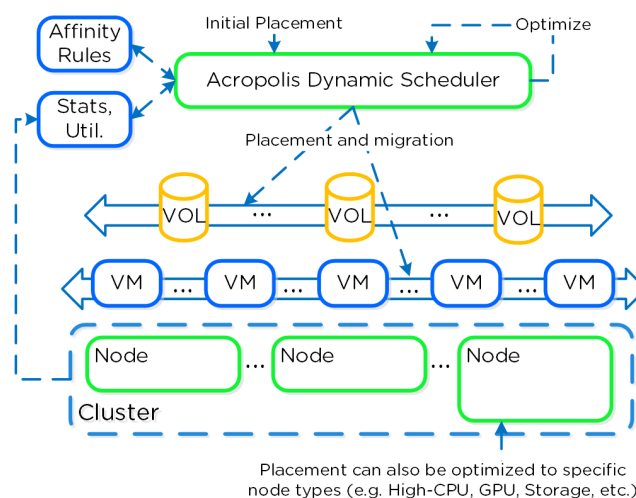 Initial Placement
Optimize
Affinity
Rules
Acropolis Dynamic Scheduler
Stats,
Util.
Placement and migration
VOL ... VOL ... VOL
VM ... VM ... VM ... VM ... VM
Node ... Node ... Node
Cluster
Placement can also be optimized to specific
node types (e.g. High-CPU, GPU, Storage, etc.)